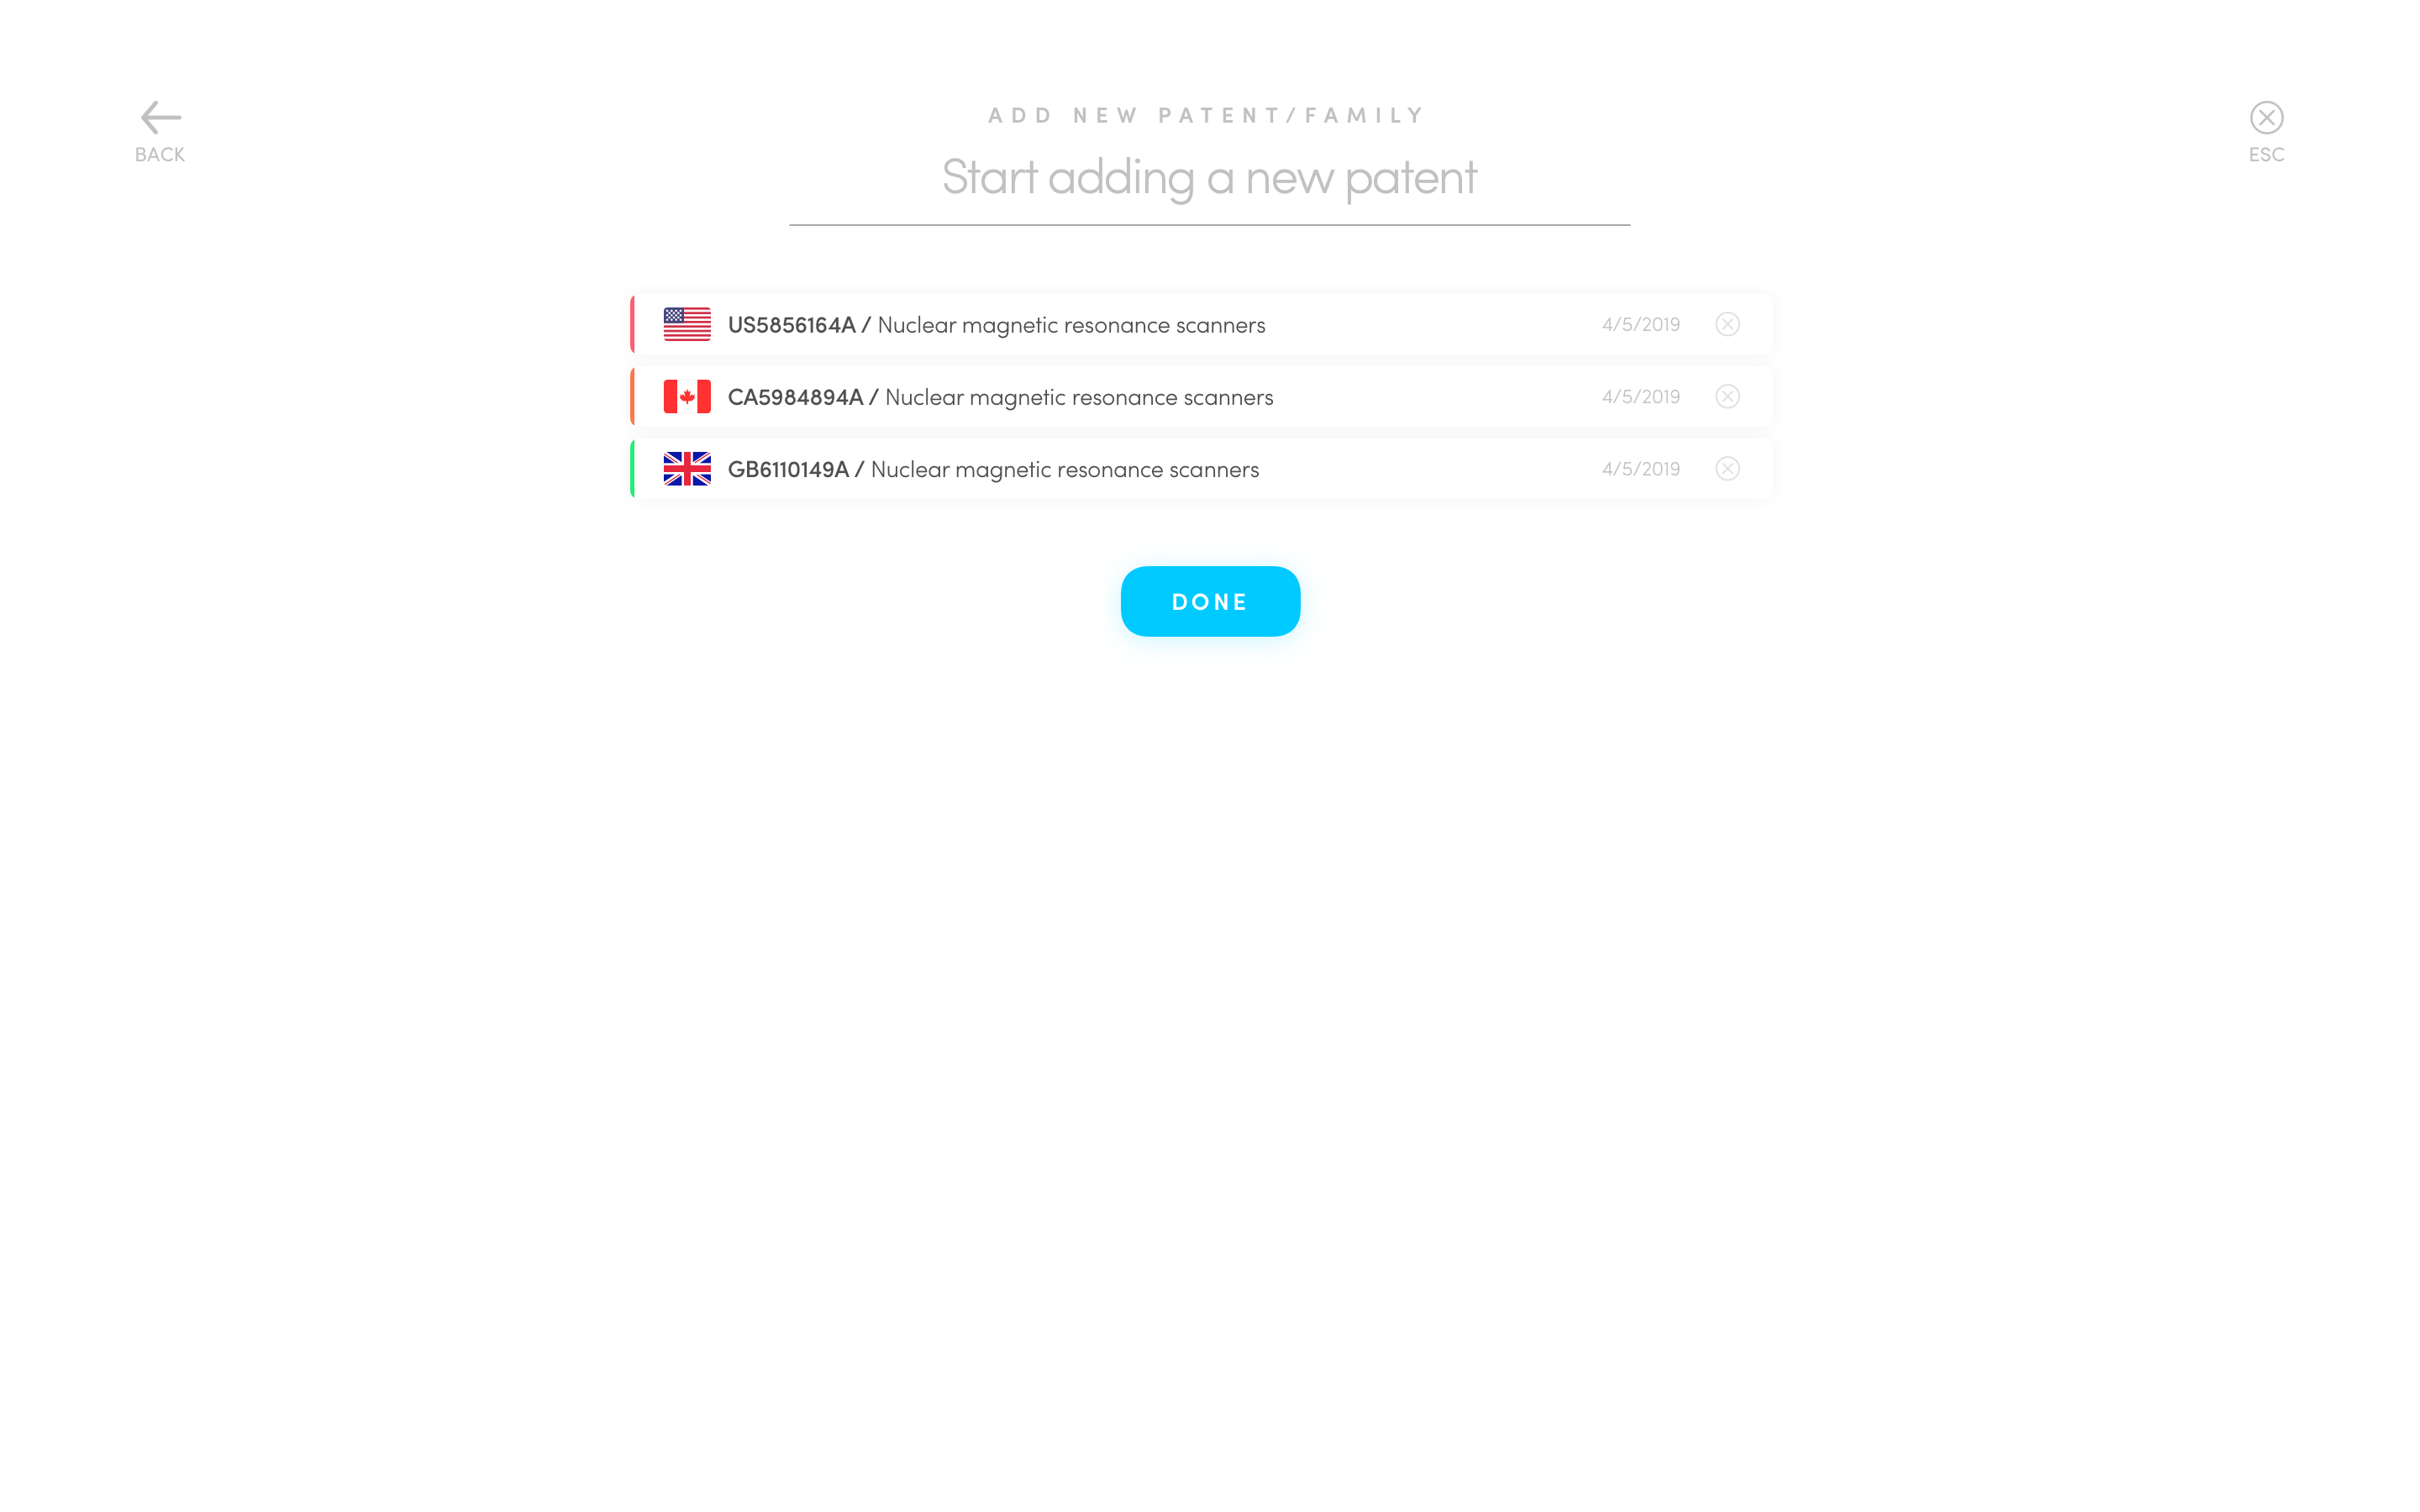 ADD NEW PATENT/FAMILY
BACK
ESC
Start adding a new patent
US5856164A / Nuclear magnetic resonance scanners 4/5/2019
CA5984894A / Nuclear magnetic resonance scanners 4/5/2019
GB6110149A / Nuclear magnetic resonance scanners 4/5/2019
DONE